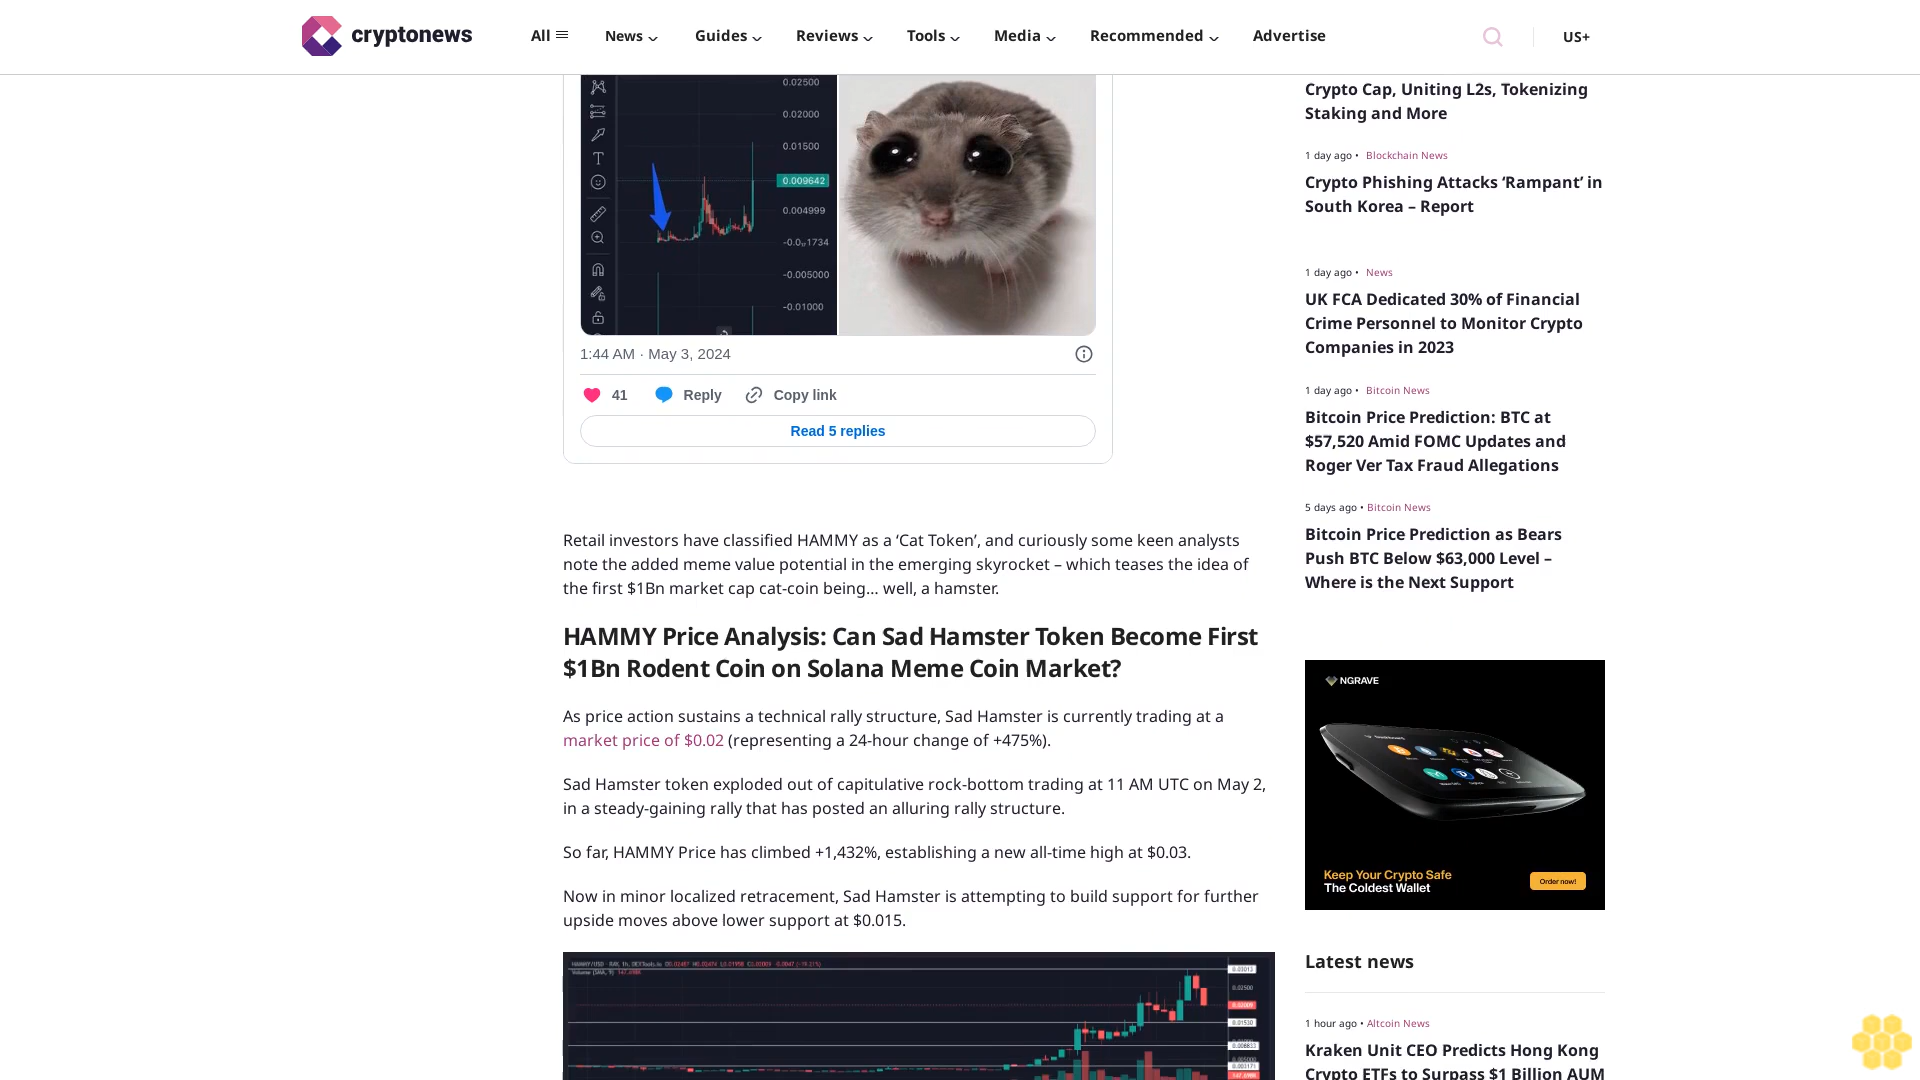 cryptonews
All
News
Guides
Reviews
Tools
Media
Recommended
Advertise
US+
0.02500
0.02000
0.01500
0.009642
0.004999
-0.005000
-0.01000
1:44 AM · May 3, 2024
41
Reply
Copy link
Read 5 replies
Retail investors have classified HAMMY as a ‘Cat Token’, and curiously some keen analysts
note the added meme value potential in the emerging skyrocket – which teases the idea of
the first $1Bn market cap cat-coin being… well, a hamster.
HAMMY Price Analysis: Can Sad Hamster Token Become First
$1Bn Rodent Coin on Solana Meme Coin Market?
As price action sustains a technical rally structure, Sad Hamster is currently trading at a
market price of $0.02 (representing a 24-hour change of +475%).
Sad Hamster token exploded out of capitulative rock-bottom trading at 11 AM UTC on May 2,
in a steady-gaining rally that has posted an alluring rally structure.
So far, HAMMY Price has climbed +1,432%, establishing a new all-time high at $0.03.
Now in minor localized retracement, Sad Hamster is attempting to build support for further
upside moves above lower support at $0.015.
0.03013
0.02500
0.01530
Crypto Cap, Uniting L2s, Tokenizing
Staking and More
1 day ago • Blockchain News
Crypto Phishing Attacks ‘Rampant’ in
South Korea – Report
1 day ago • News
UK FCA Dedicated 30% of Financial
Crime Personnel to Monitor Crypto
Companies in 2023
1 day ago • Bitcoin News
Bitcoin Price Prediction: BTC at
$57,520 Amid FOMC Updates and
Roger Ver Tax Fraud Allegations
5 days ago • Bitcoin News
Bitcoin Price Prediction as Bears
Push BTC Below $63,000 Level –
Where is the Next Support
NGRAVE
Keep Your Crypto Safe
The Coldest Wallet
Order now!
Latest news
1 hour ago • Altcoin News
Kraken Unit CEO Predicts Hong Kong
Crypto ETFs to Surpass $1 Billion AUM